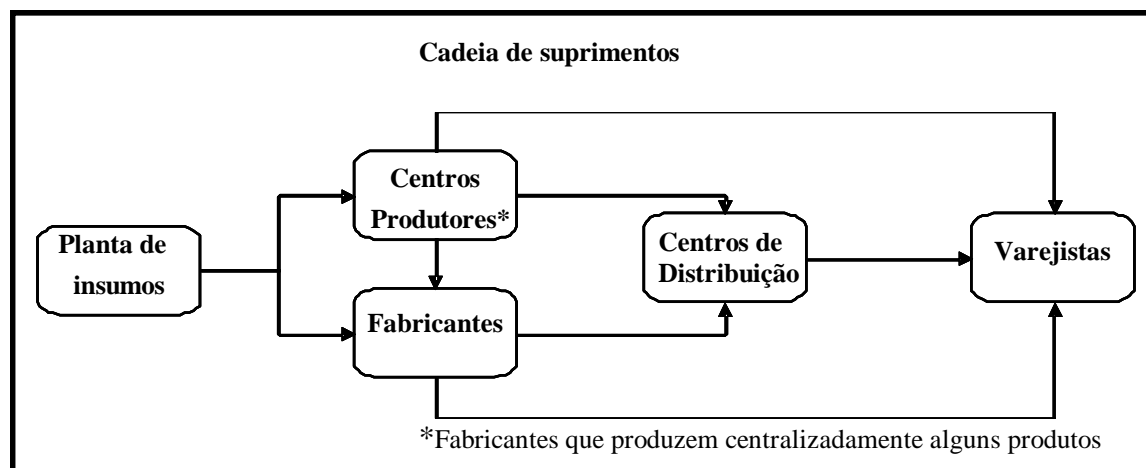 Cadeia de suprimentos
Planta de
insumos
Centros
Produtores*
Fabricantes
Centros de
Distribuição
Varejistas
*Fabricantes que produzem centralizadamente alguns produtos